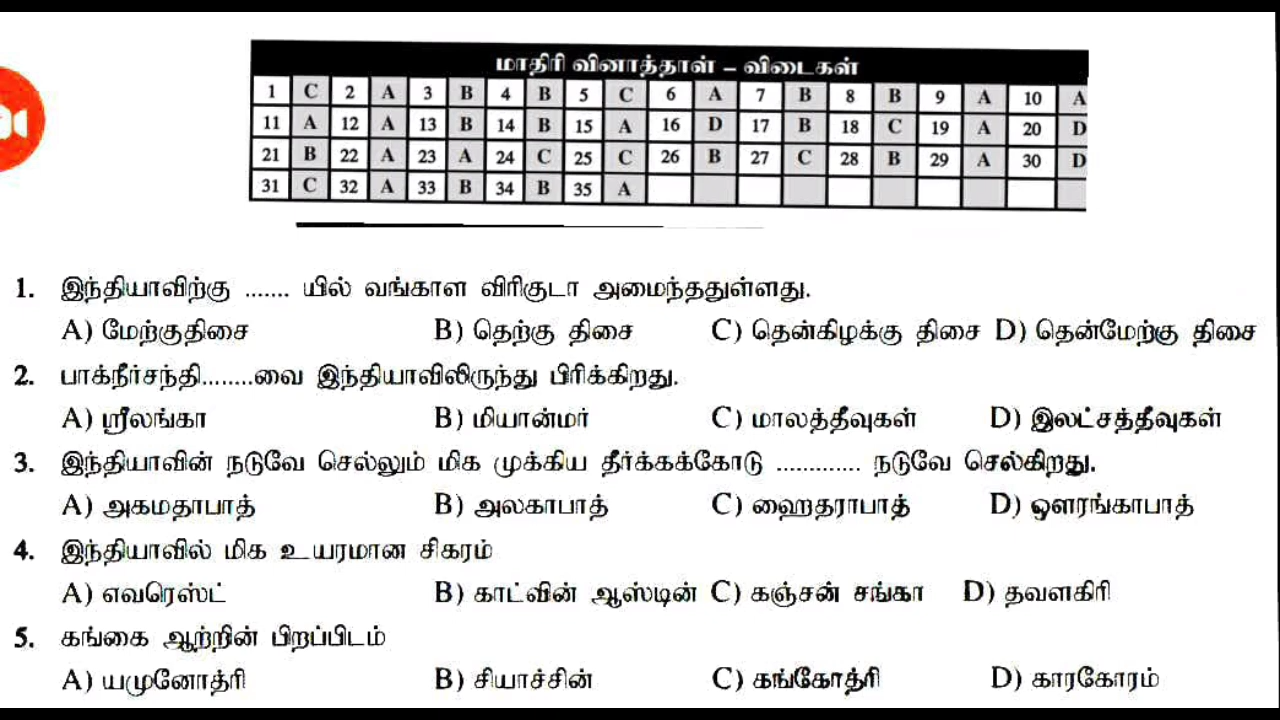 மாதிரி வினாத்தாள் – விடைகள்
1 C 2 A 3 B 4 B 5 C 6 A 7 B 8 B 9 A 10 A
11 A 12 A 13 B 14 B 15 A 16 D 17 B 18 C 19 A 20 D
21 B 22 A 23 A 24 C 25 C 26 B 27 C 28 B 29 A 30 D
31 C 32 A 33 B 34 B 35 A
1. இந்தியாவிற்கு ....... யில் வங்காள விரிகுடா அமைந்ததுள்ளது.
A) மேற்குதிசை B) தெற்கு திசை C) தென்கிழக்கு திசை D) தென்மேற்கு திசை
2. பாக்நீர்சந்தி........வை இந்தியாவிலிருந்து பிரிக்கிறது.
A) ஸ்ரீலங்கா B) மியான்மர் C) மாலத்தீவுகள் D) இலட்சத்தீவுகள்
3. இந்தியாவின் நடுவே செல்லும் மிக முக்கிய தீர்க்கக்கோடு ............. நடுவே செல்கிறது.
A) அகமதாபாத் B) அலகாபாத் C) ஹைதராபாத் D) ஔரங்காபாத்
4. இந்தியாவில் மிக உயரமான சிகரம்
A) எவரெஸ்ட் B) காட்வின் ஆஸ்டின் C) கஞ்சன் சங்கா D) தவளகிரி
5. கங்கை ஆற்றின் பிறப்பிடம்
A) யமுனோத்ரி B) சியாச்சின் C) கங்கோத்ரி D) காரகோரம்